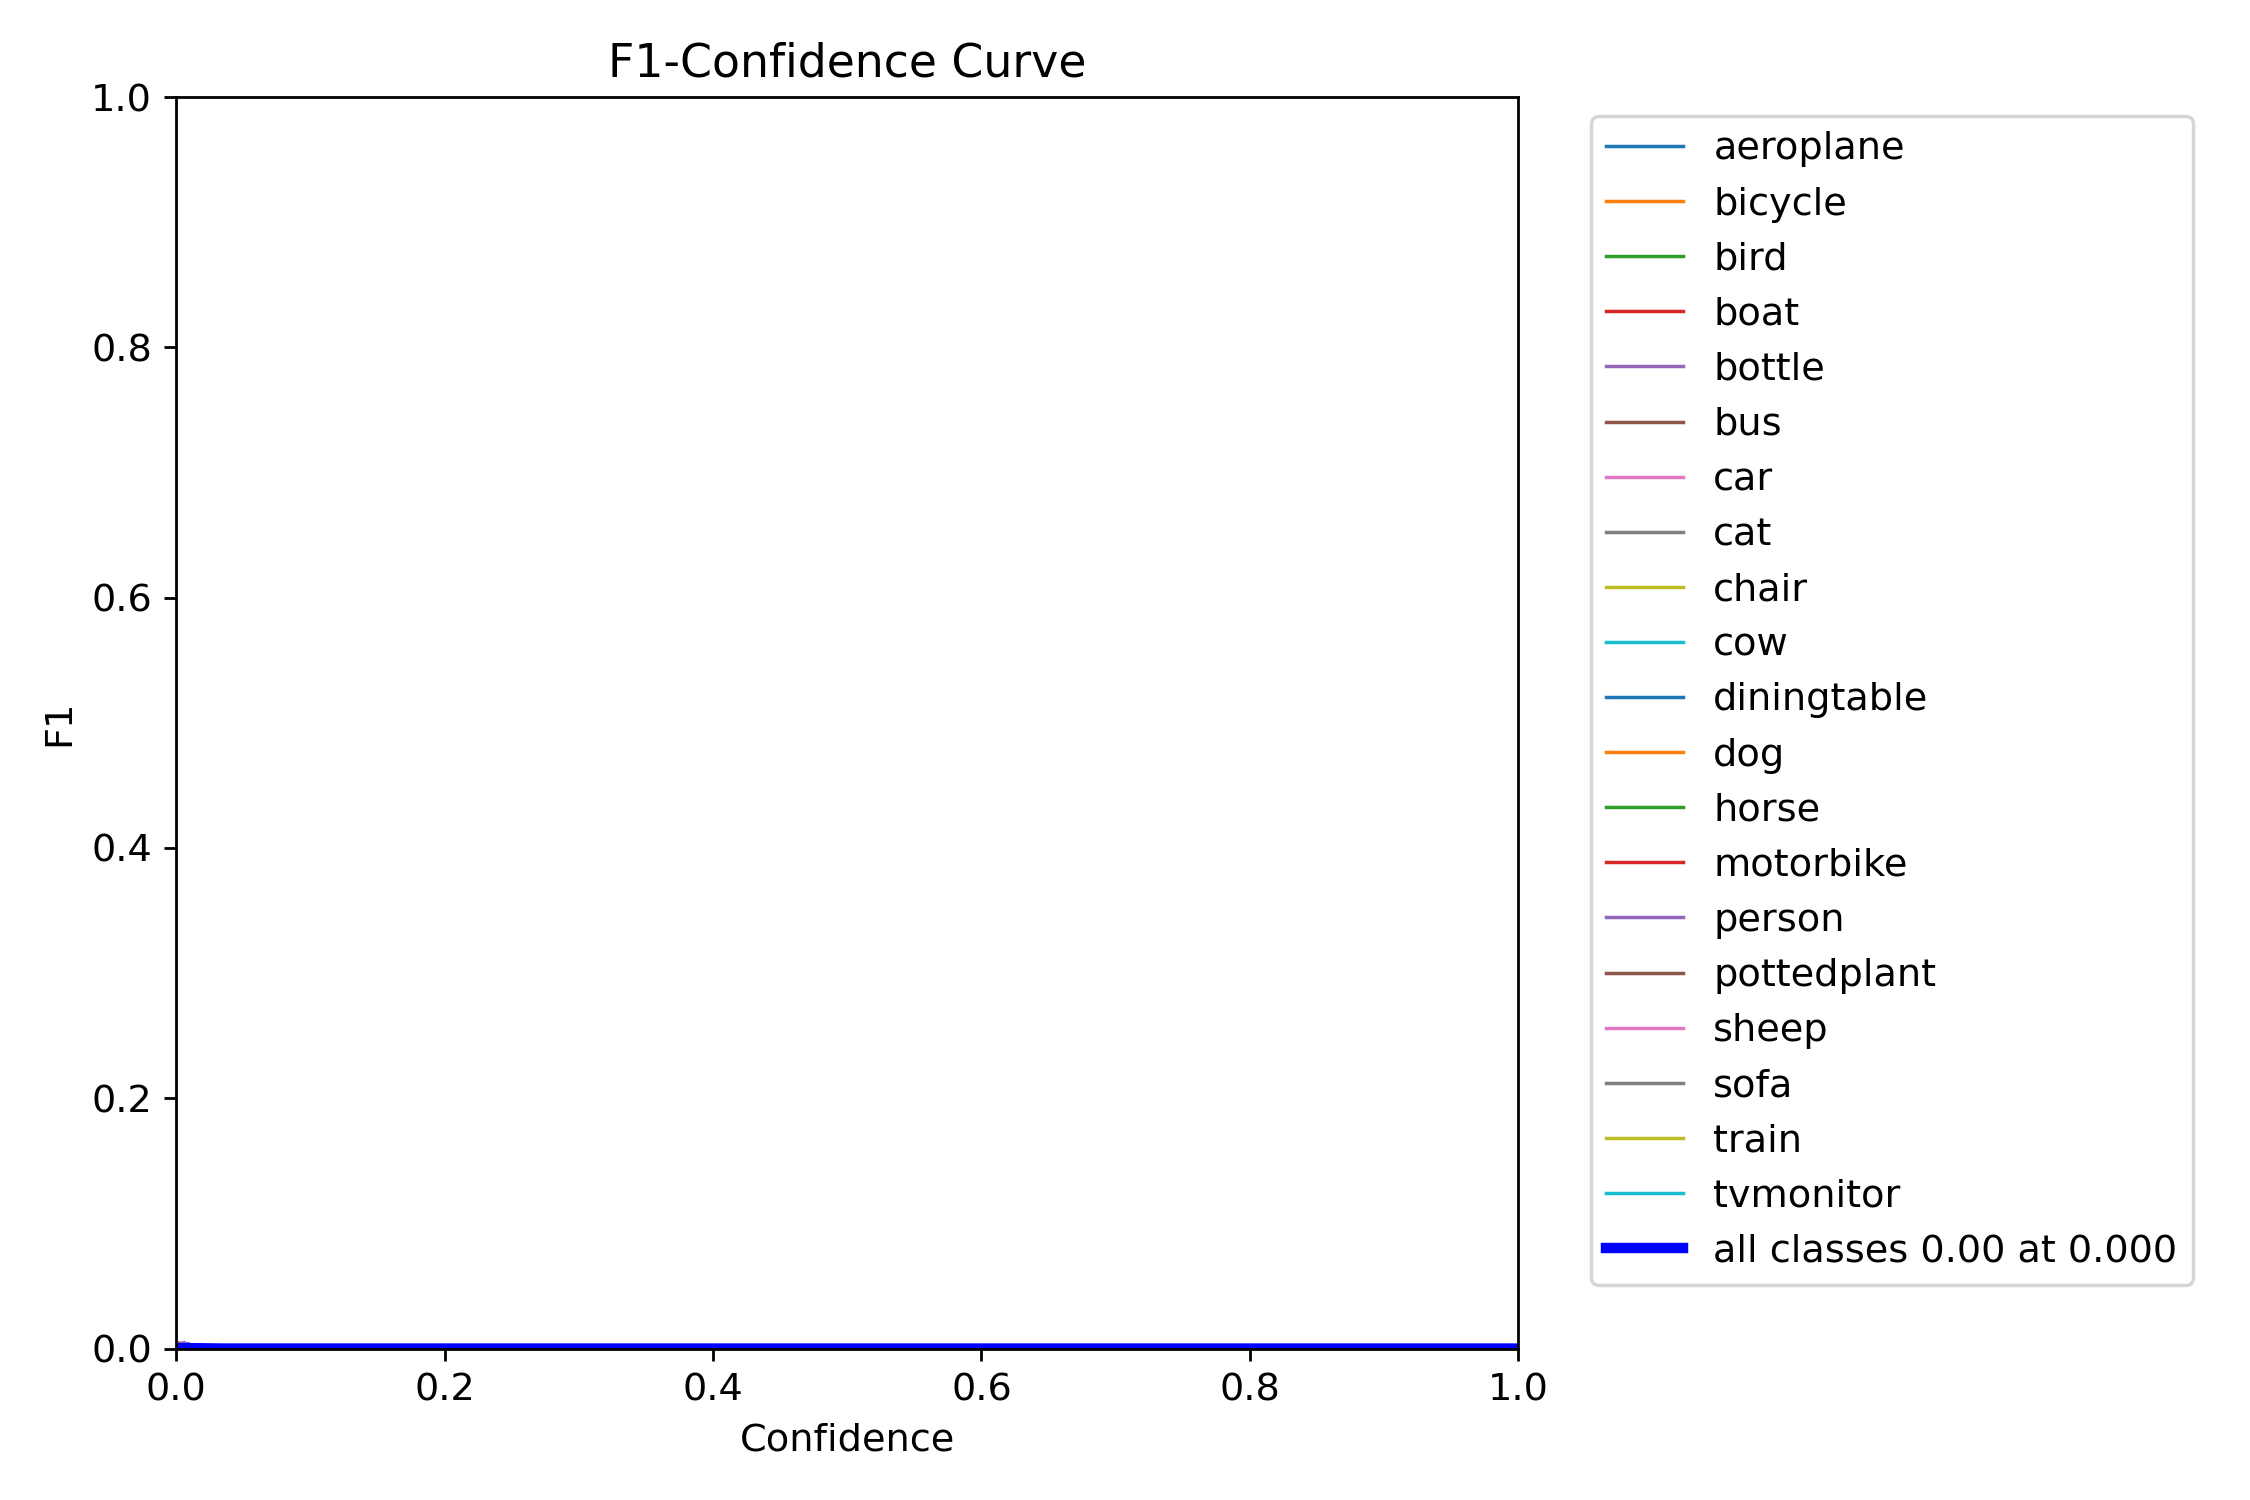 F1-Confidence Curve
1.0
0.8
0.6
0.4
0.2
0.0
F1
0.0 0.2 0.4 0.6 0.8 1.0
Confidence
aeroplane
bicycle
bird
boat
bottle
bus
car
cat
chair
cow
diningtable
dog
horse
motorbike
person
pottedplant
sheep
sofa
train
tvmonitor
all classes 0.00 at 0.000